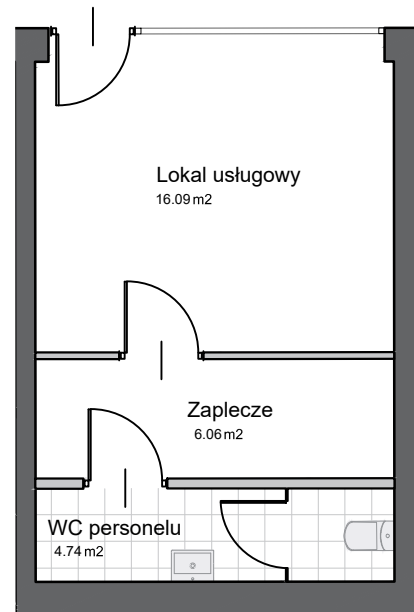 Lokal usługowy
16.09 m2
Zaplecze
6.06 m2
WC personelu
4.74 m2